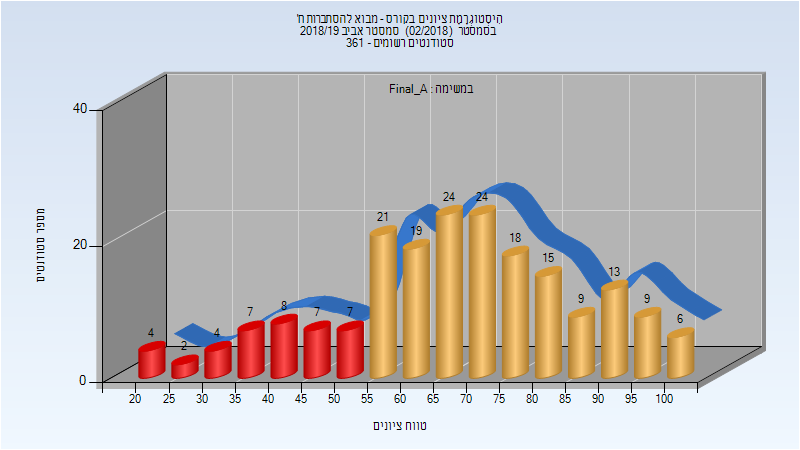 היסטוגרמת ציונים בקורס - מבוא להסתברות ח'
בסמסטר (02/2018) סמסטר אביב 2018/19
סטודנטים רשומים - 361
במשימה : Final_A
מספר סטודנטים
40
20
0
4
2
4
7
8
7
7
21
19
24
24
18
15
9
13
9
6
20 25 30 35 40 45 50 55 60 65 70 75 80 85 90 95 100
טווח ציונים